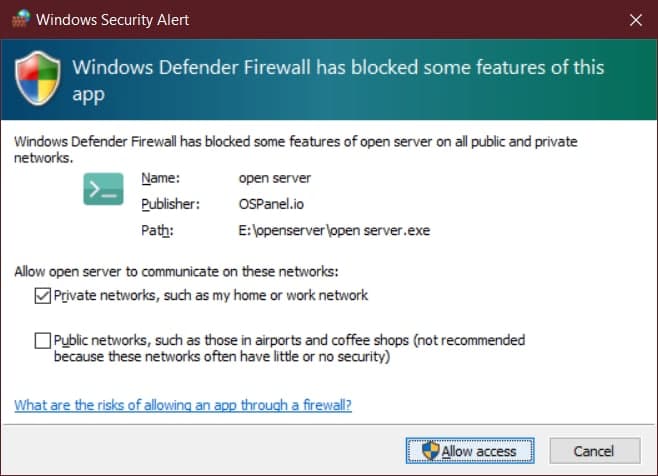 Windows Security Alert
Windows Defender Firewall has blocked some features of this
app
Windows Defender Firewall has blocked some features of open server on all public and private
networks.
Name: open server
Publisher: OSPanel.io
Path: E:\openserver\open server.exe
Allow open server to communicate on these networks:
Private networks, such as my home or work network
Public networks, such as those in airports and coffee shops (not recommended
because these networks often have little or no security)
What are the risks of allowing an app through a firewall?
Allow access
Cancel